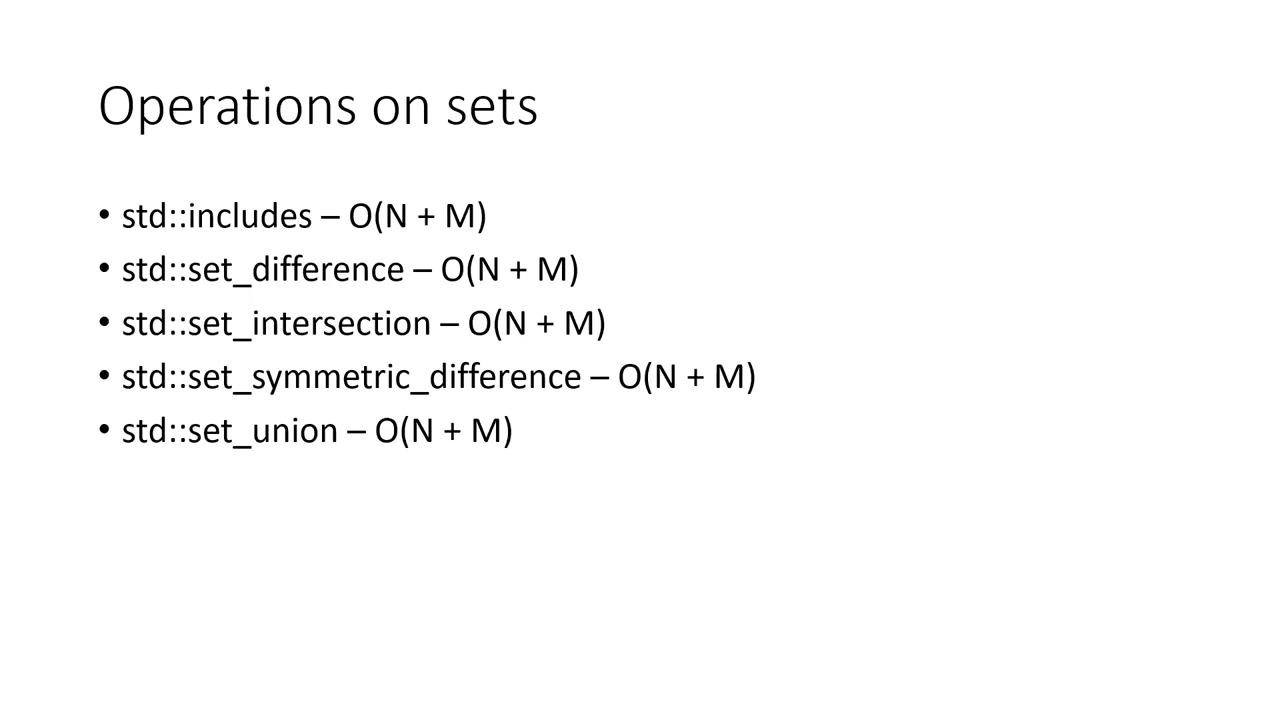 Operations on sets
• std::includes – O(N + M)
• std::set_difference – O(N + M)
• std::set_intersection – O(N + M)
• std::set_symmetric_difference – O(N + M)
• std::set_union – O(N + M)